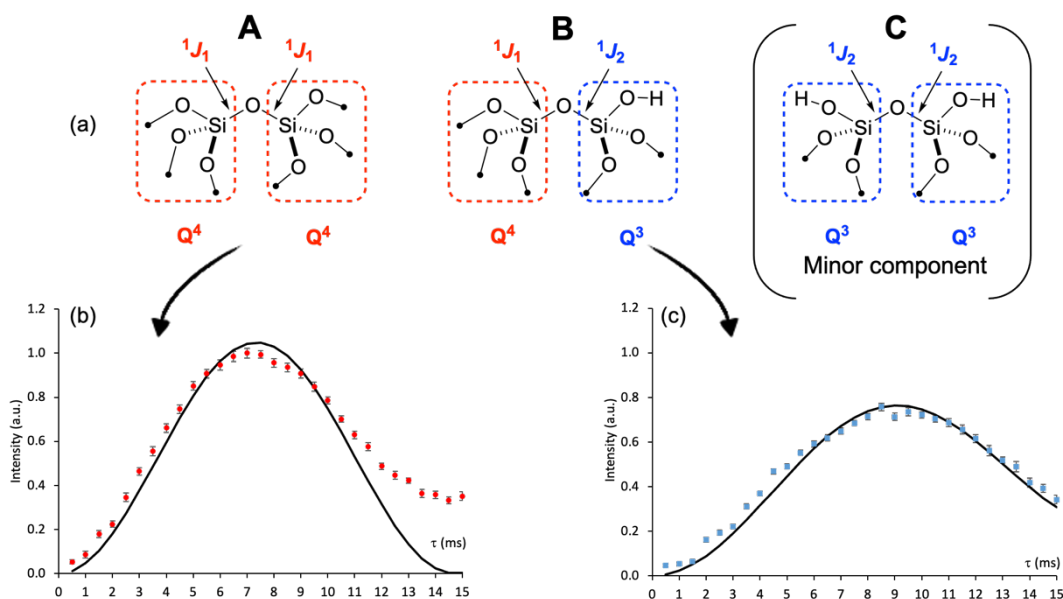 A B C
¹J₁ ¹J₁ ¹J₁ ¹J₂ ¹J₂ ¹J₂
(a)
O O O Si Si O O O O O
O O H O Si Si O O O O
H O O O H O Si Si O O O
Q⁴ Q⁴ Q⁴ Q³ Q³ Q³
Minor component
(b)
Intensity (a.u.)
1.2
1.0
0.8
0.6
0.4
0.2
0.0
τ (ms)
0 1 2 3 4 5 6 7 8 9 10 11 12 13 14 15
(c)
Intensity (a.u.)
1.2
1.0
0.8
0.6
0.4
0.2
0.0
τ (ms)
0 1 2 3 4 5 6 7 8 9 10 11 12 13 14 15